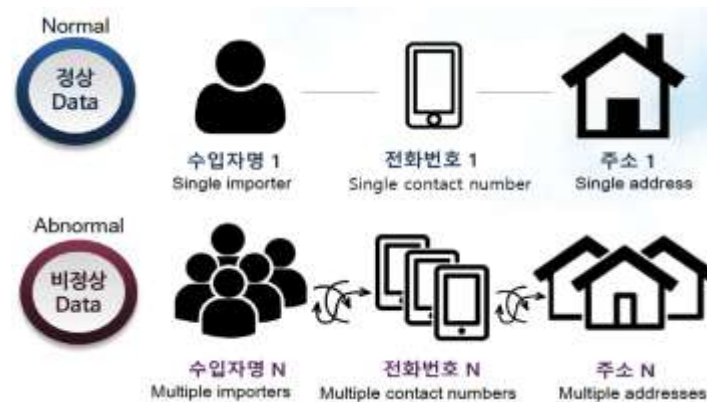 Normal
정상
Data
수입자명 1
전화번호 1
주소 1
Single importer
Single contact number
Single address
Abnormal
비정상
Data
수입자명 N
전화번호 N
주소 N
Multiple importers
Multiple contact numbers
Multiple addresses